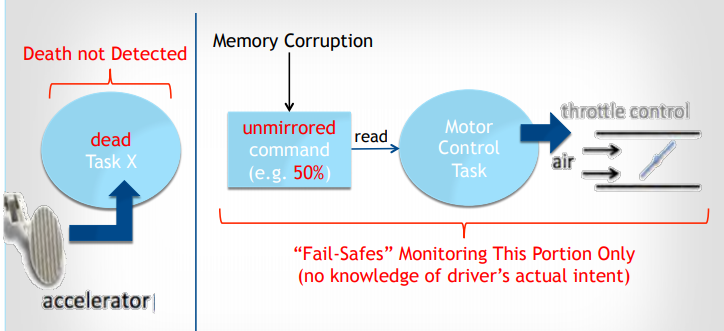 Death not Detected
dead
Task X
accelerator
Memory Corruption
unmirrored
command
(e.g. 50%)
read
Motor
Control
Task
throttle control
air
“Fail-Safes” Monitoring This Portion Only
(no knowledge of driver’s actual intent)